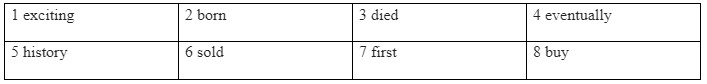 1 exciting 2 born 3 died 4 eventually
5 history 6 sold 7 first 8 buy